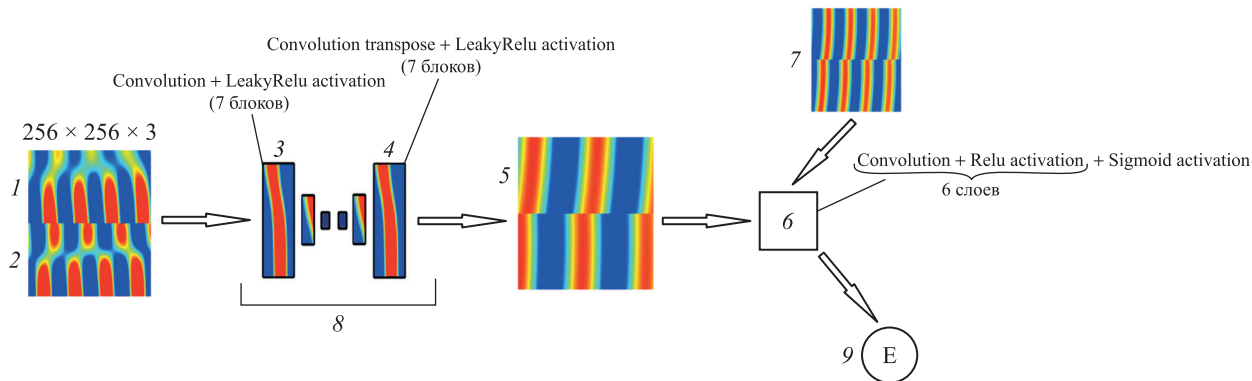 Convolution transpose + LeakyRelu activation
(7 блоков)
Convolution + LeakyRelu activation
(7 блоков)
256 × 256 × 3
1
2
3
4
8
5
7
Convolution + Relu activation + Sigmoid activation
6 слоев
6
9
E